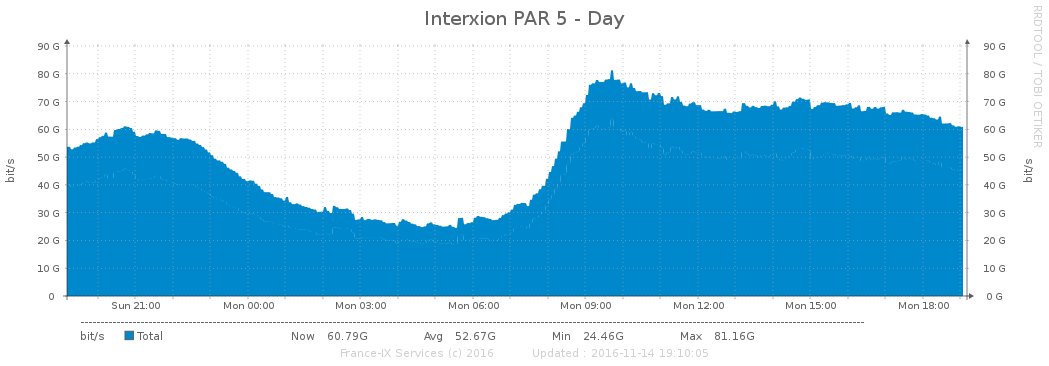 Interxion PAR 5 - Day
RRDTOOL / TOBI OETIKER
bit/s
90 G 90 G
80 G 80 G
70 G 70 G
60 G 60 G
50 G 50 G
40 G 40 G
30 G 30 G
20 G 20 G
10 G 10 G
0 0 G
bit/s
Sun 21:00 Mon 00:00 Mon 03:00 Mon 06:00 Mon 09:00 Mon 12:00 Mon 15:00 Mon 18:00
bit/s Total Now 60.79G Avg 52.67G Min 24.46G Max 81.16G
France-IX Services (c) 2016 Updated : 2016-11-14 19:10:05